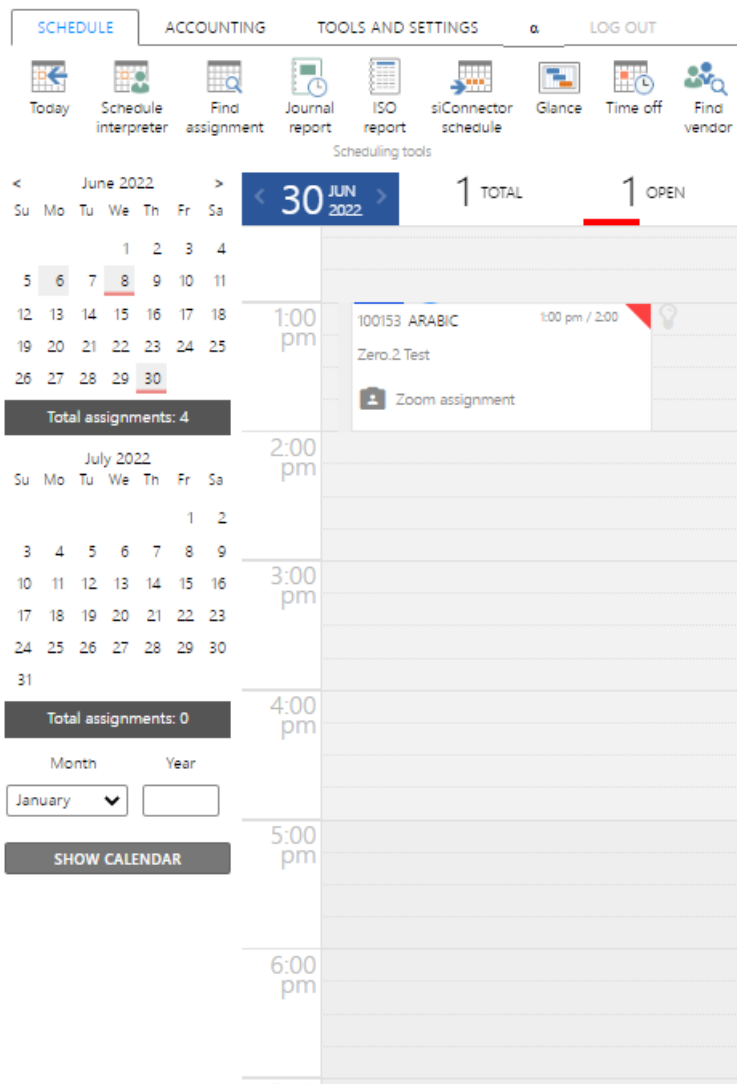 SCHEDULE ACCOUNTING TOOLS AND SETTINGS α LOG OUT
Today Schedule interpreter Find assignment Journal report ISO report siConnector schedule Glance Time off Find vendor
Scheduling tools
< June 2022 >
Su Mo Tu We Th Fr Sa
1 2 3 4
5 6 7 8 9 10 11
12 13 14 15 16 17 18
19 20 21 22 23 24 25
26 27 28 29 30
Total assignments: 4
July 2022
Su Mo Tu We Th Fr Sa
1 2
3 4 5 6 7 8 9
10 11 12 13 14 15 16
17 18 19 20 21 22 23
24 25 26 27 28 29 30
31
Total assignments: 0
Month Year
January
SHOW CALENDAR
< 30 JUN 2022 >
1 TOTAL
1 OPEN
1:00 pm
100153 ARABIC 1:00 pm / 2:00
Zero.2 Test
Zoom assignment
2:00 pm
3:00 pm
4:00 pm
5:00 pm
6:00 pm